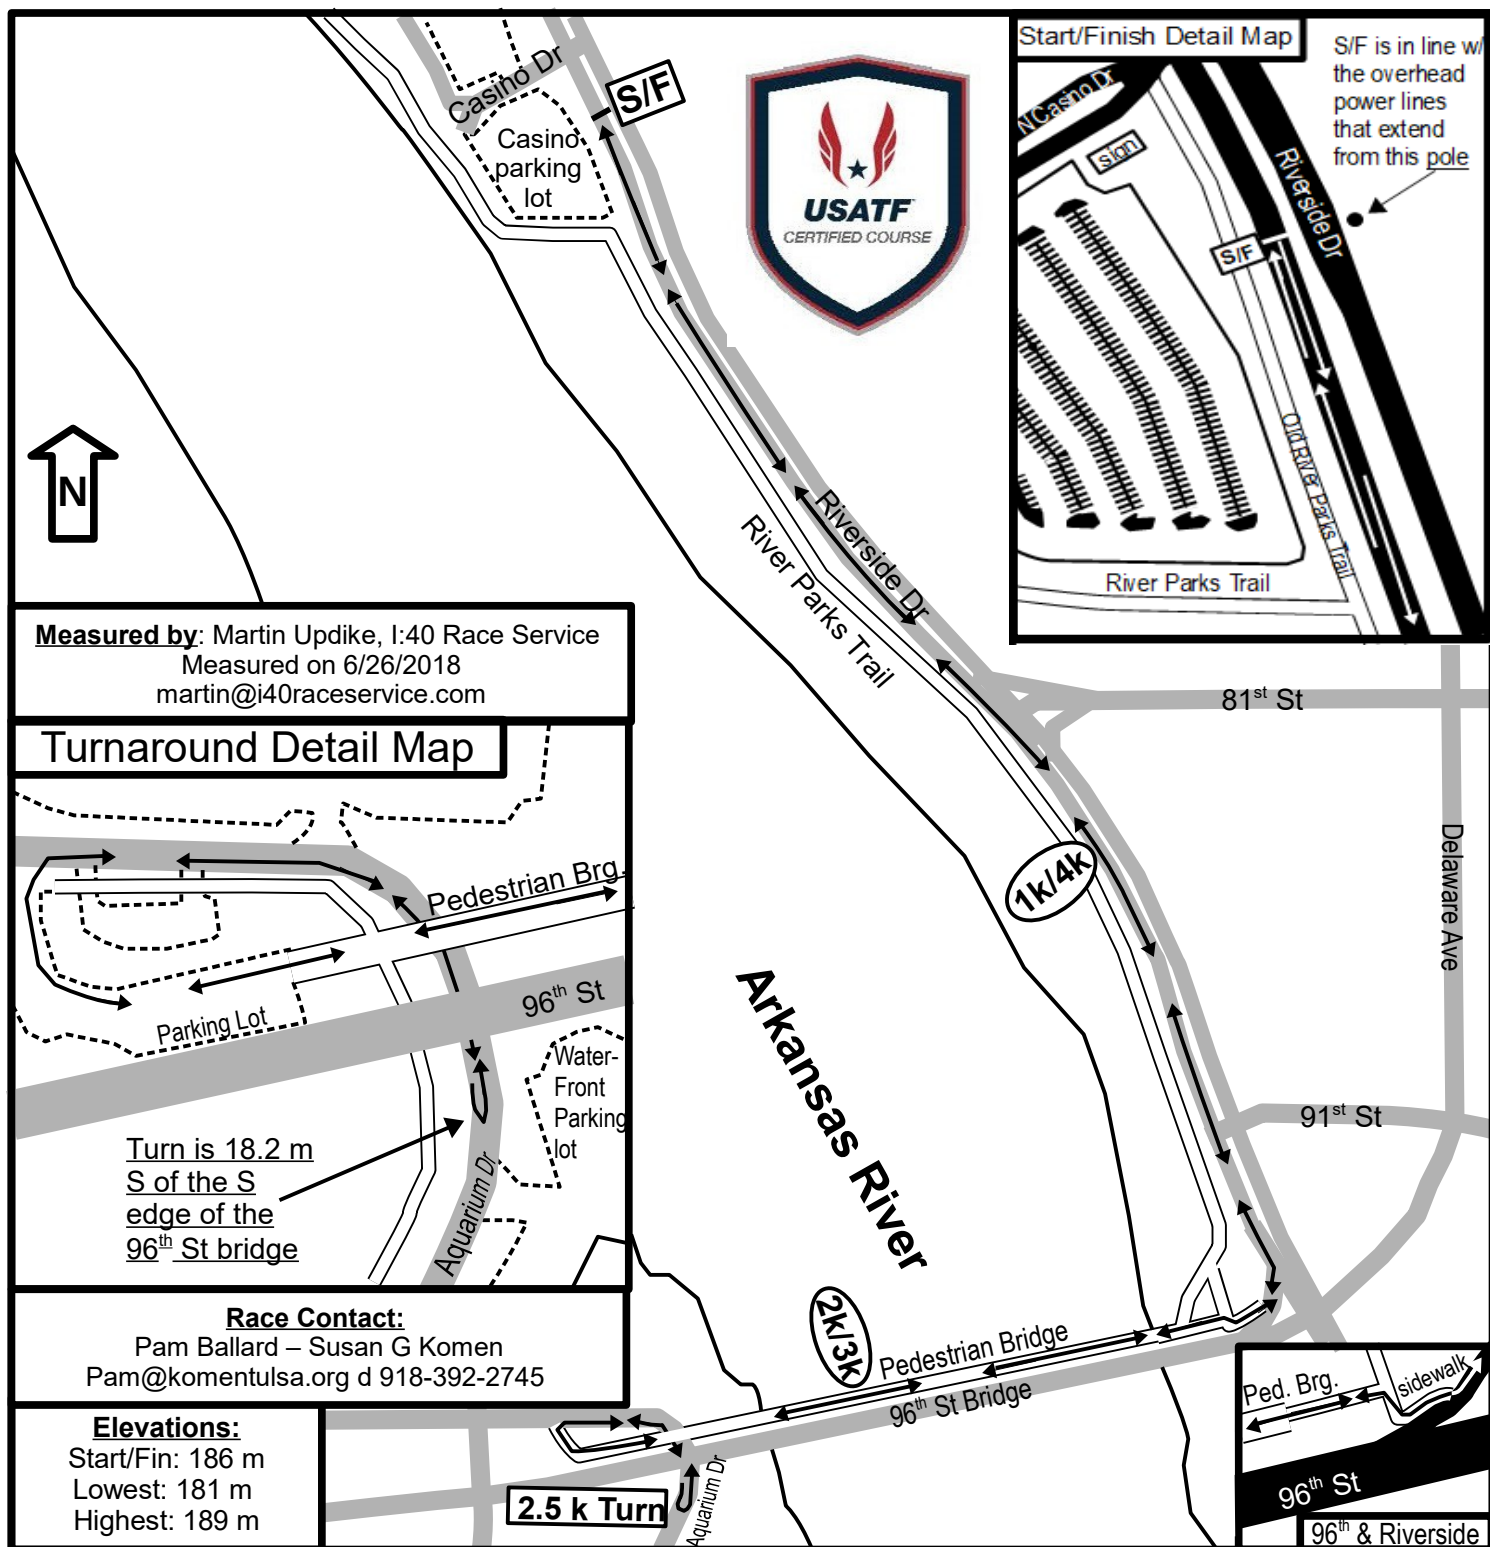 Casino Dr
S/F
Casino
parking
lot
USATF
CERTIFIED COURSE
Start/Finish Detail Map
S/F is in line w/
the overhead
power lines
that extend
from this pole
N Casino Dr
sign
Riverside Dr
S/F
Old River Parks Trail
River Parks Trail
N
Riverside Dr
River Parks Trail
Measured by: Martin Updike, I:40 Race Service
Measured on 6/26/2018
martin@i40raceservice.com
81st St
Delaware Ave
Turnaround Detail Map
Pedestrian Brg.
96th St
Parking Lot
Water-
Front
Parking
lot
Turn is 18.2 m
S of the S
edge of the
96th St bridge
Aquarium Dr
1k/4k
Arkansas River
91st St
Race Contact:
Pam Ballard – Susan G Komen
Pam@komentulsa.org d 918-392-2745
2k/3k
Pedestrian Bridge
96th St Bridge
Elevations:
Start/Fin: 186 m
Lowest: 181 m
Highest: 189 m
2.5 k Turn
Aquarium Dr
Ped. Brg.
sidewalk
96th St
96th & Riverside